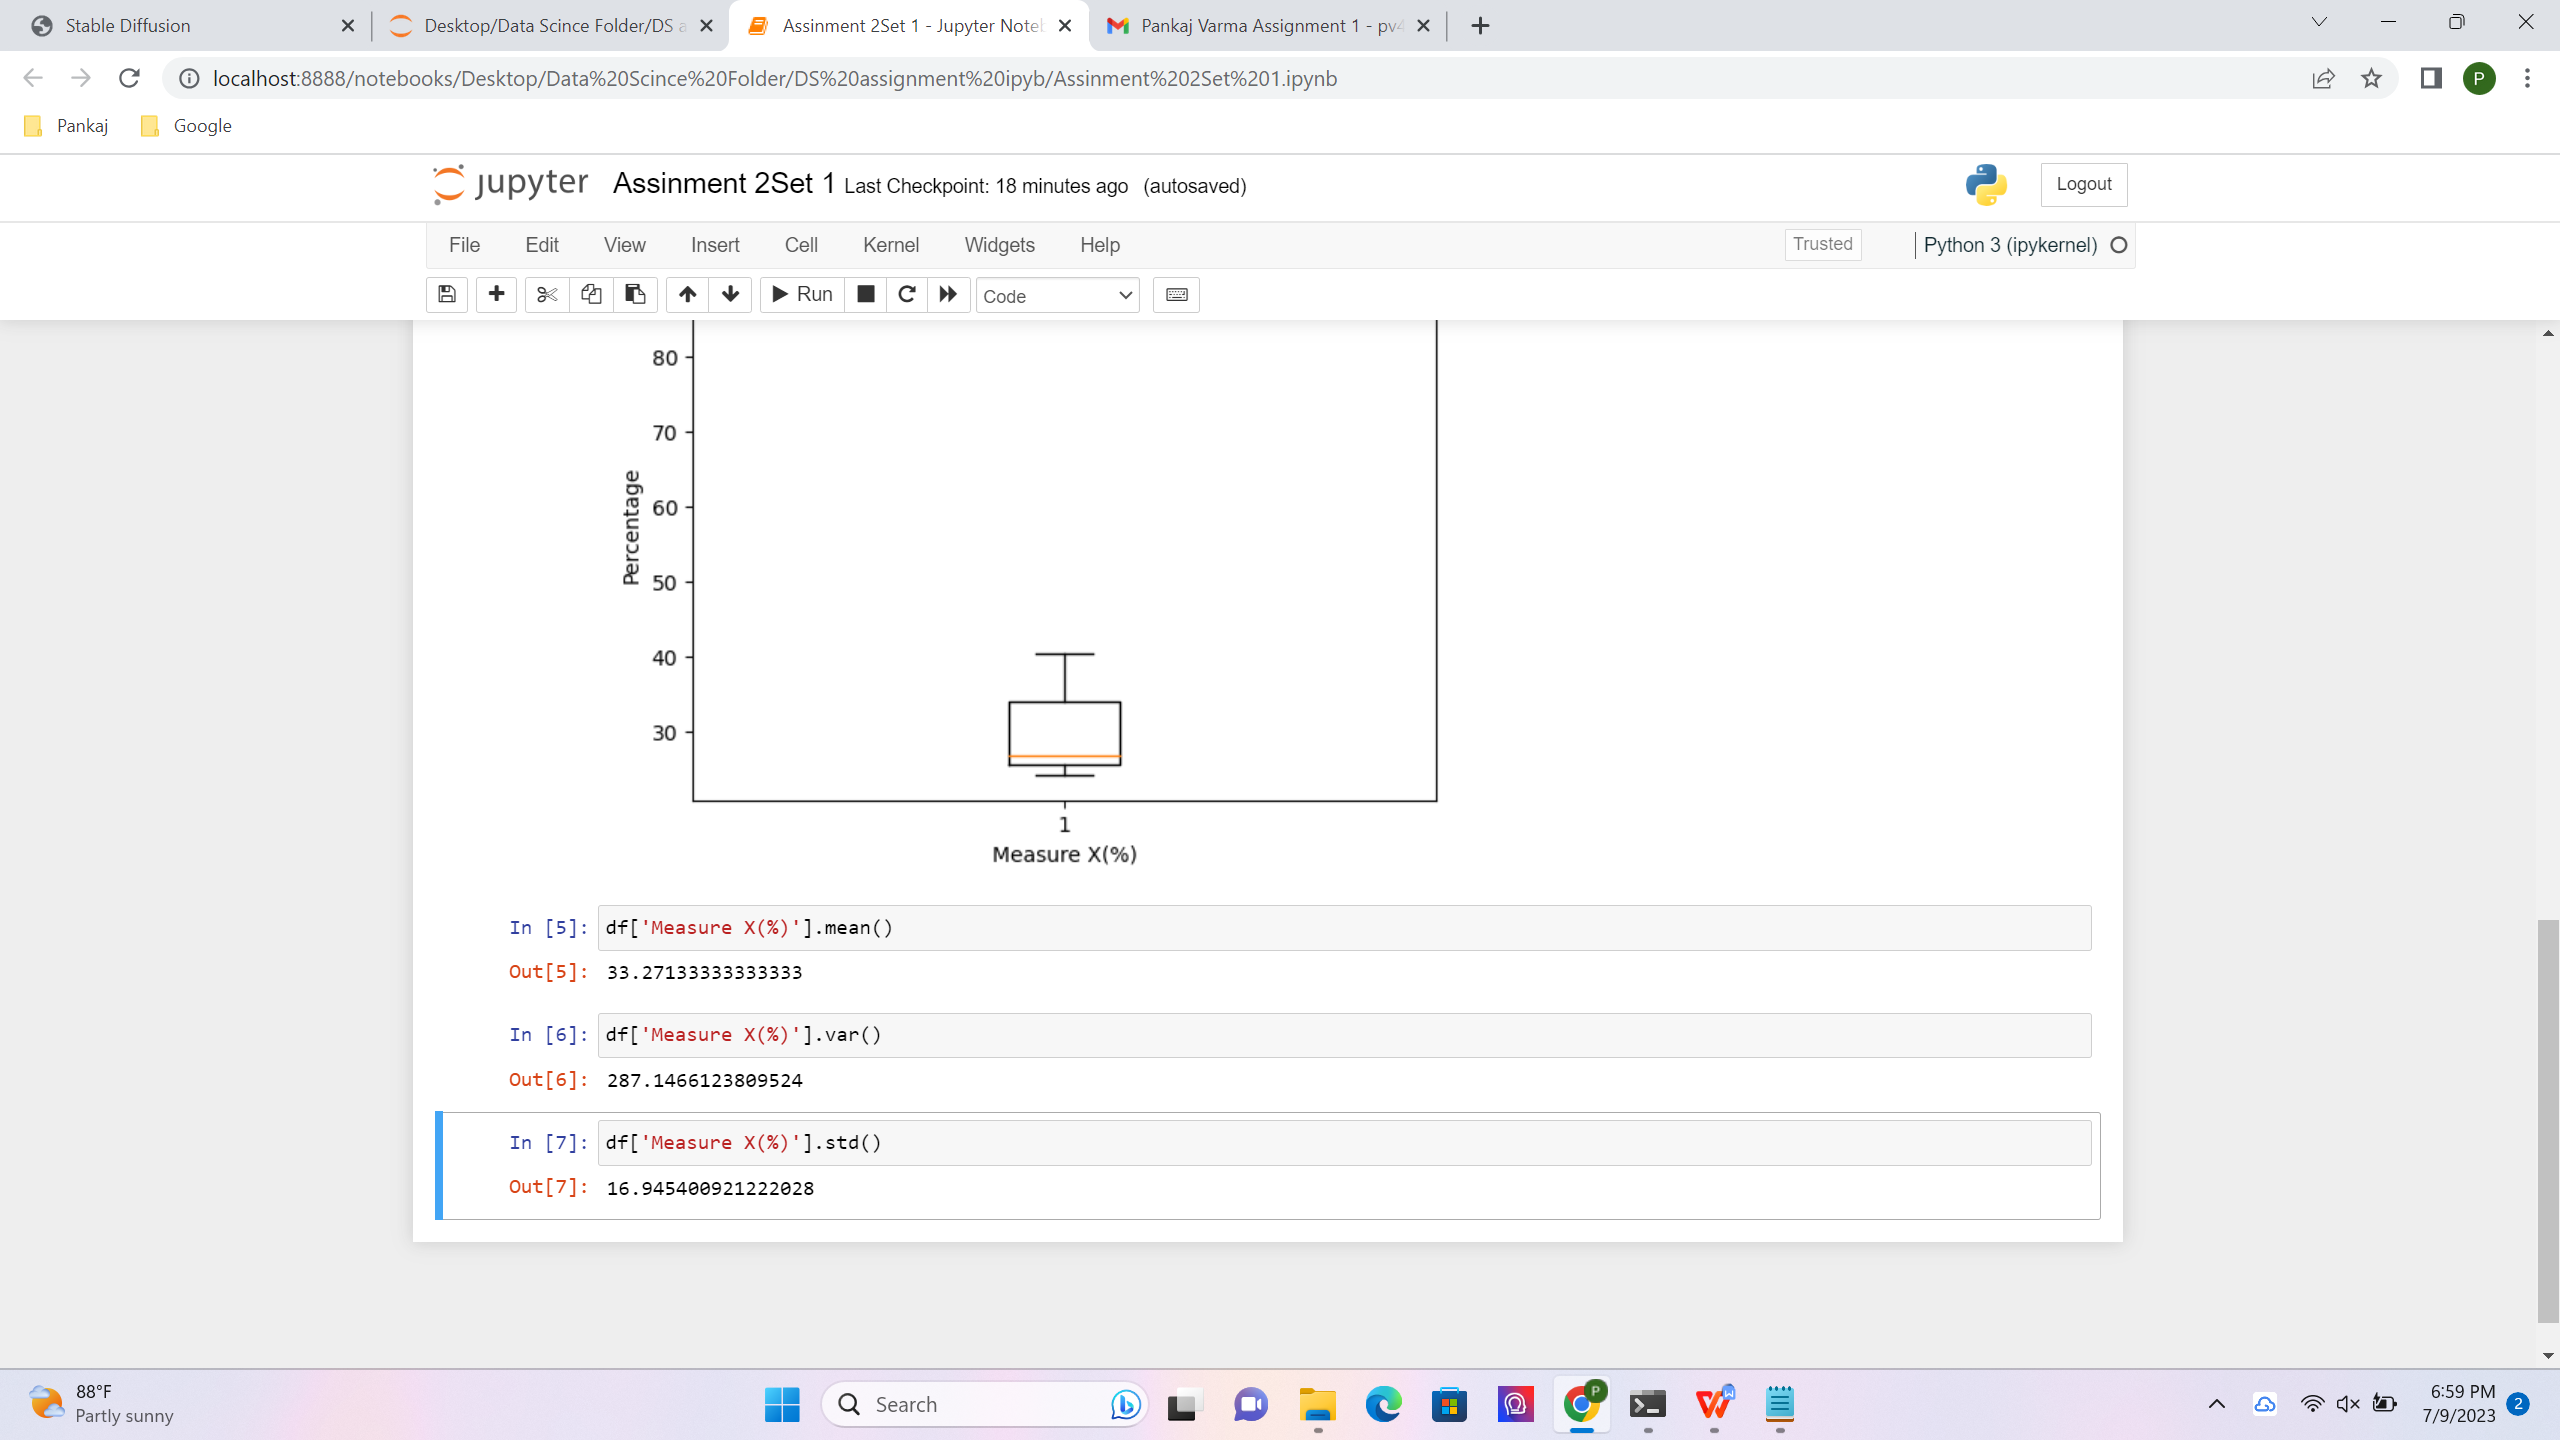 Stable Diffusion
Desktop/Data Scince Folder/DS a
Assinment 2Set 1 - Jupyter Noteb
Pankaj Varma Assignment 1 - pv4
localhost:8888/notebooks/Desktop/Data%20Scince%20Folder/DS%20assignment%20ipyb/Assinment%202Set%201.ipynb
P
Pankaj
Google
jupyter
Assinment 2Set 1 Last Checkpoint: 18 minutes ago (autosaved)
Logout
File Edit View Insert Cell Kernel Widgets Help
Trusted
Python 3 (ipykernel)
Run
Code
80
70
60
50
40
30
Percentage
1
Measure X(%)
In [5]: df['Measure X(%)'].mean()
Out[5]: 33.27133333333333
In [6]: df['Measure X(%)'].var()
Out[6]: 287.1466123809524
In [7]: df['Measure X(%)'].std()
Out[7]: 16.945400921222028
88°F
Partly sunny
Search
P
W
6:59 PM
7/9/2023
2